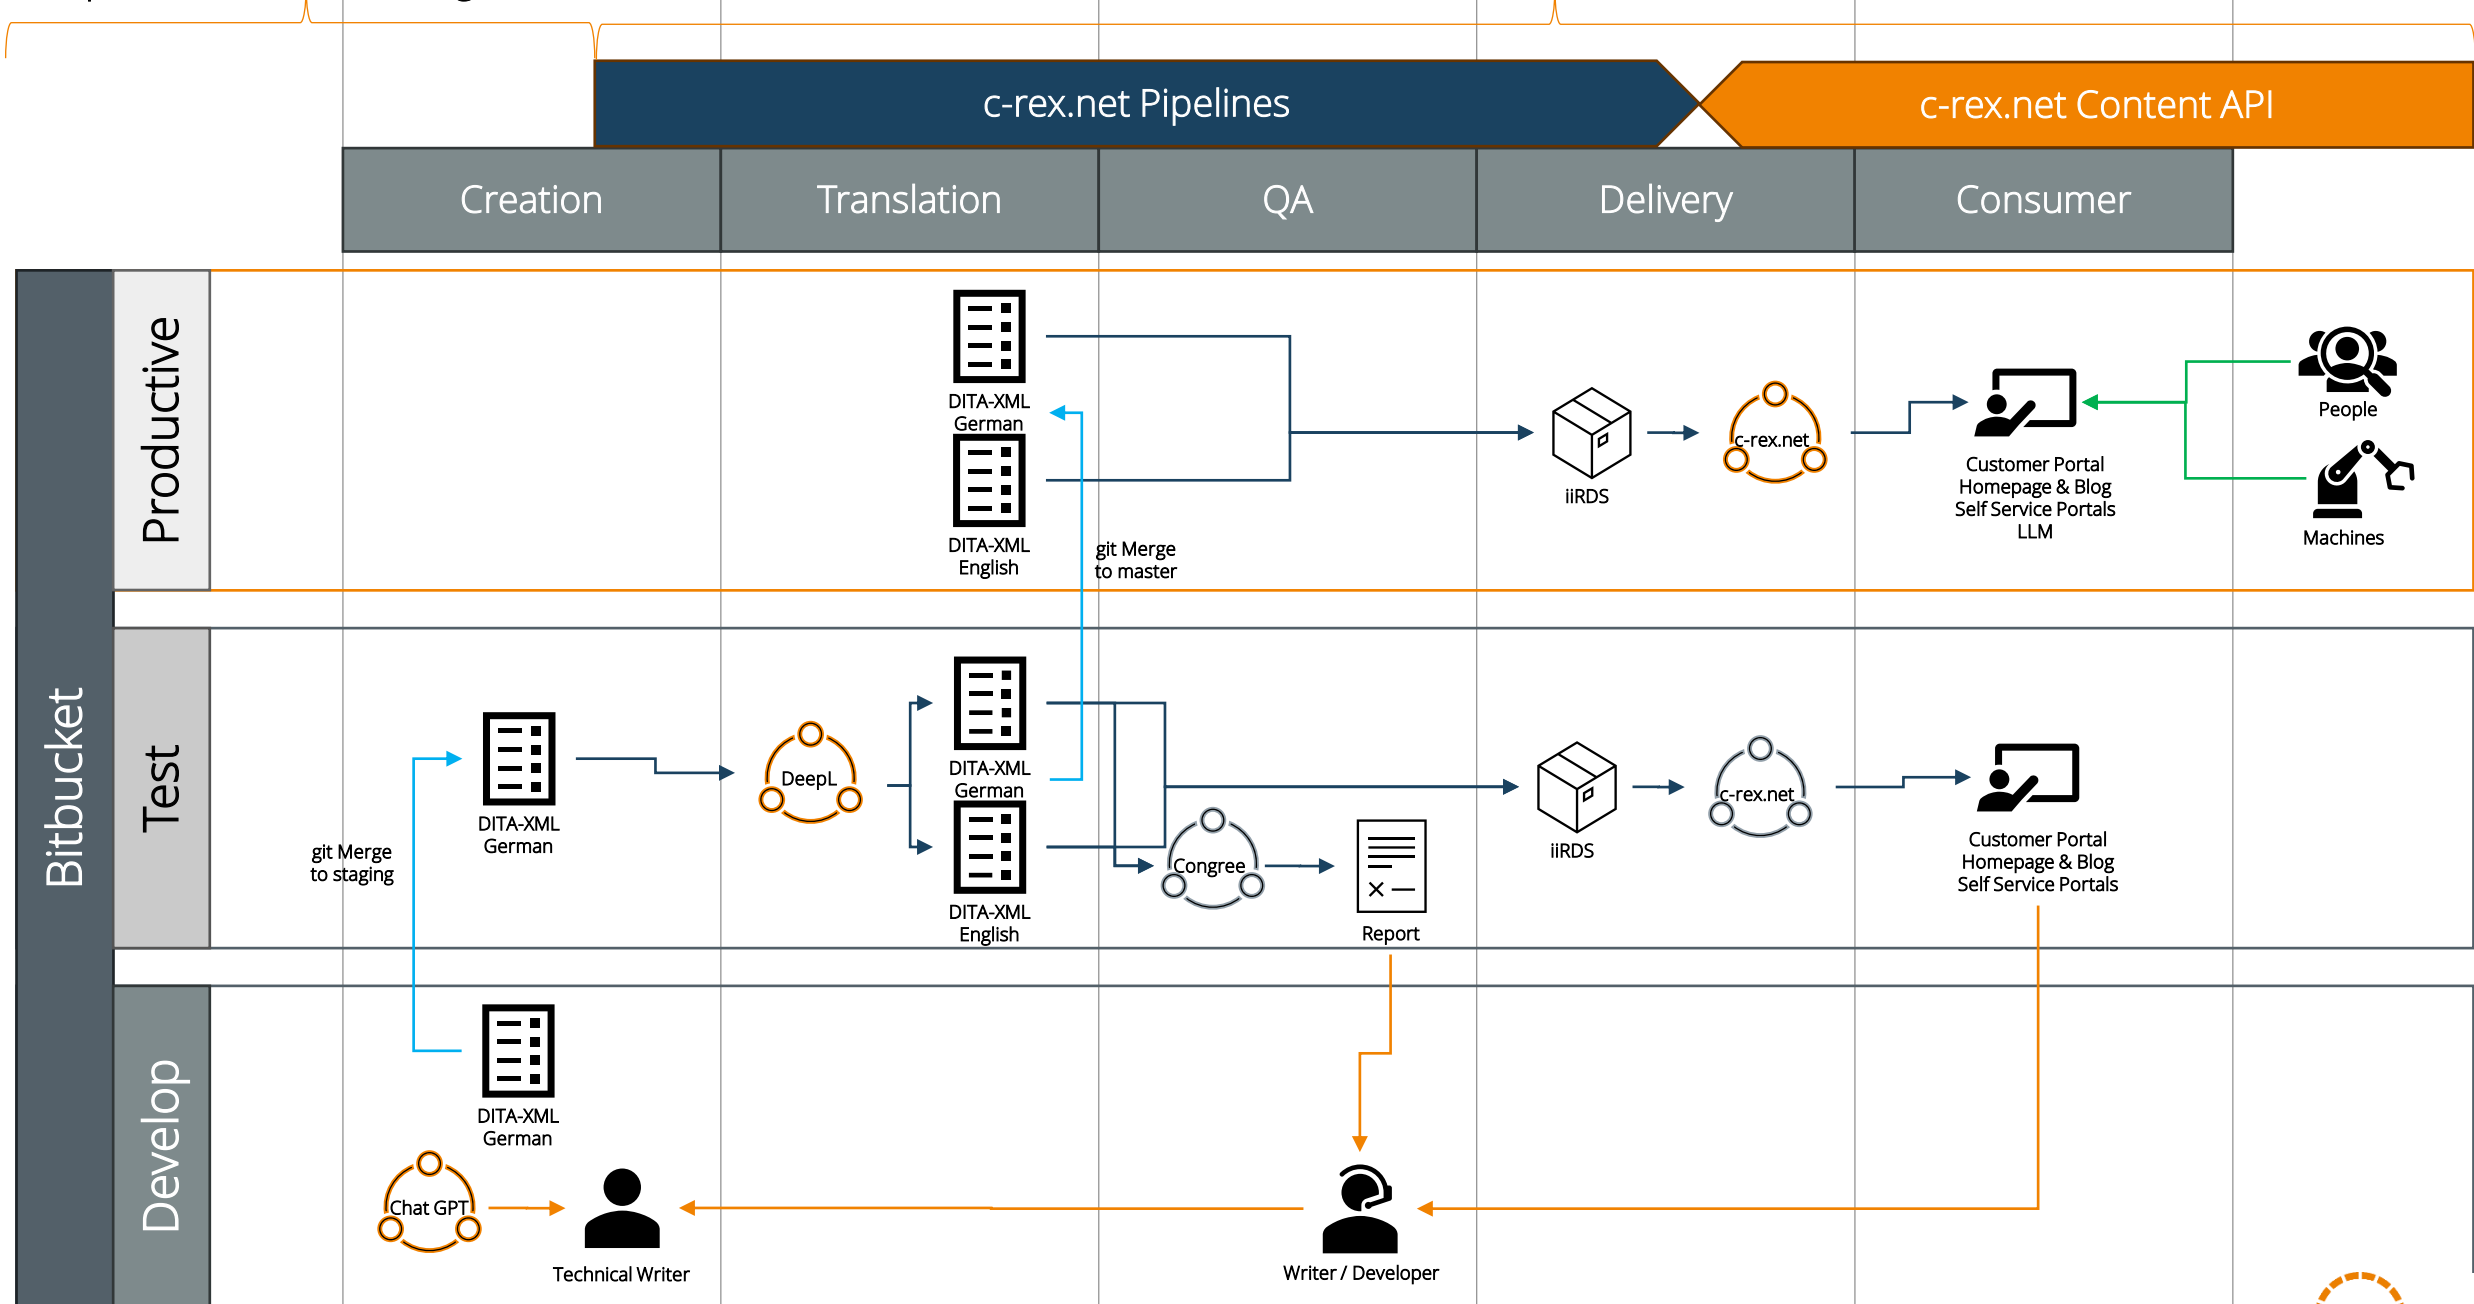 c-rex.net Pipelines
c-rex.net Content API
Creation
Translation
QA
Delivery
Consumer
Bitbucket
Productive
DITA-XML
German
DITA-XML
English
git Merge
to master
iiRDS
c-rex.net
Customer Portal
Homepage & Blog
Self Service Portals
LLM
People
Machines
Test
git Merge
to staging
DITA-XML
German
DeepL
DITA-XML
German
DITA-XML
English
Congree
Report
iiRDS
c-rex.net
Customer Portal
Homepage & Blog
Self Service Portals
Develop
DITA-XML
German
Chat GPT
Technical Writer
Writer / Developer